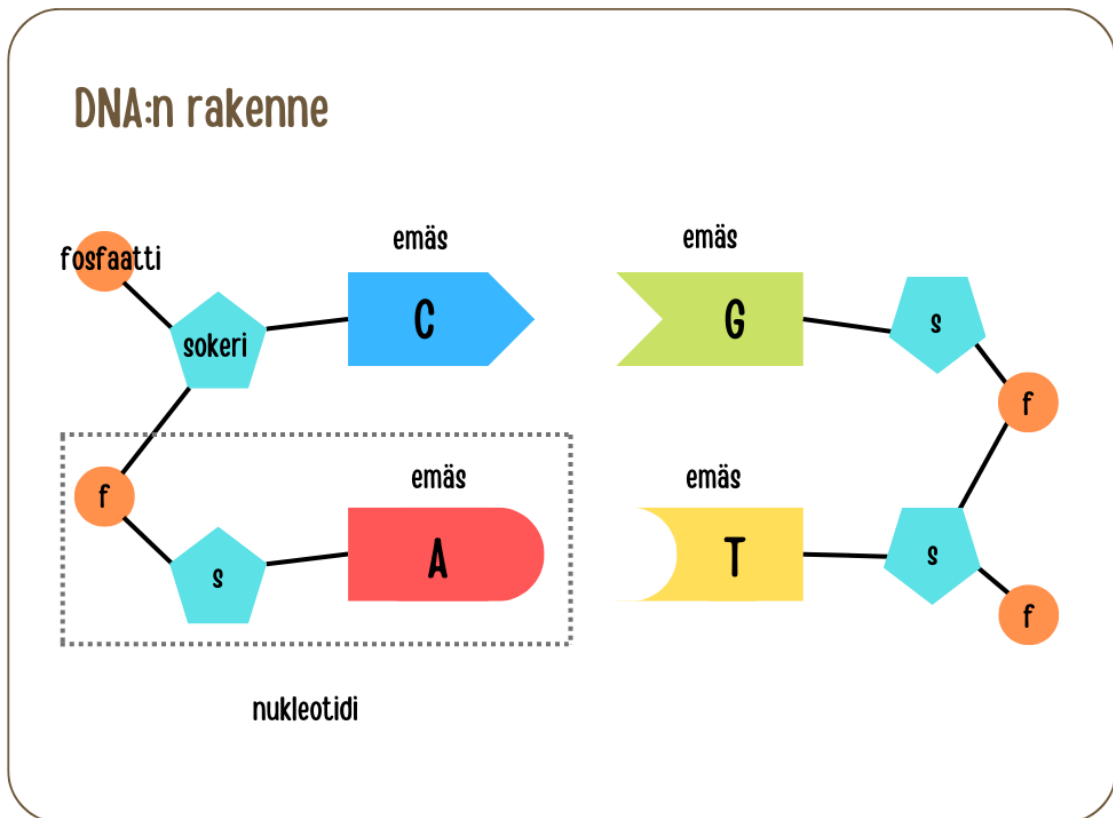 DNA:n rakenne
emäs
emäs
fosfaatti
C
G
s
sokeri
f
emäs
emäs
f
A
T
s
s
f
nukleotidi